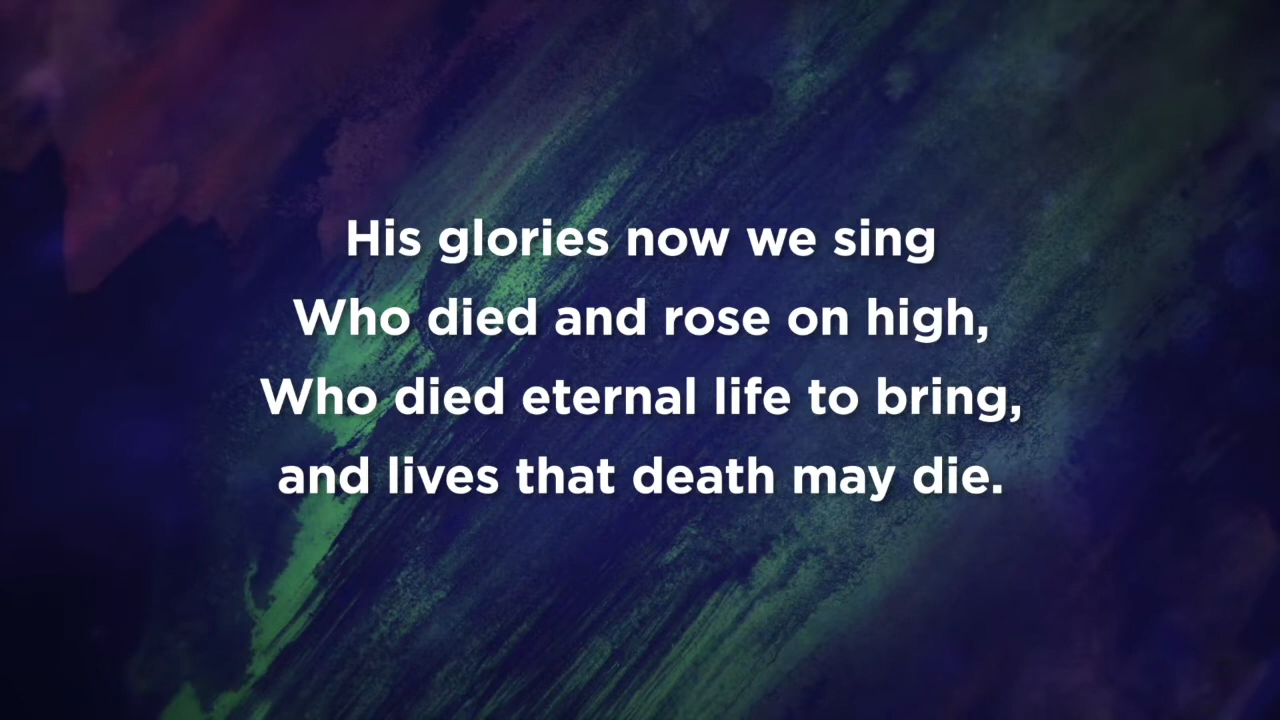 His glories now we sing
Who died and rose on high,
Who died eternal life to bring,
and lives that death may die.